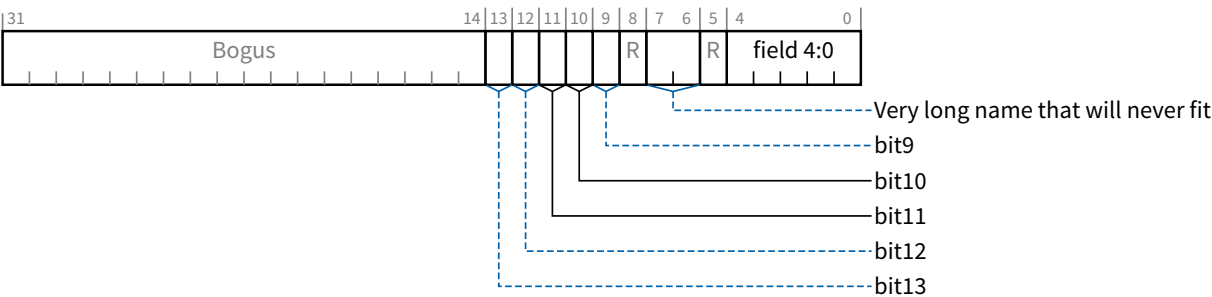 31 14 13 12 11 10 9 8 7 6 5 4 0
Bogus R R field 4:0
Very long name that will never fit
bit9
bit10
bit11
bit12
bit13